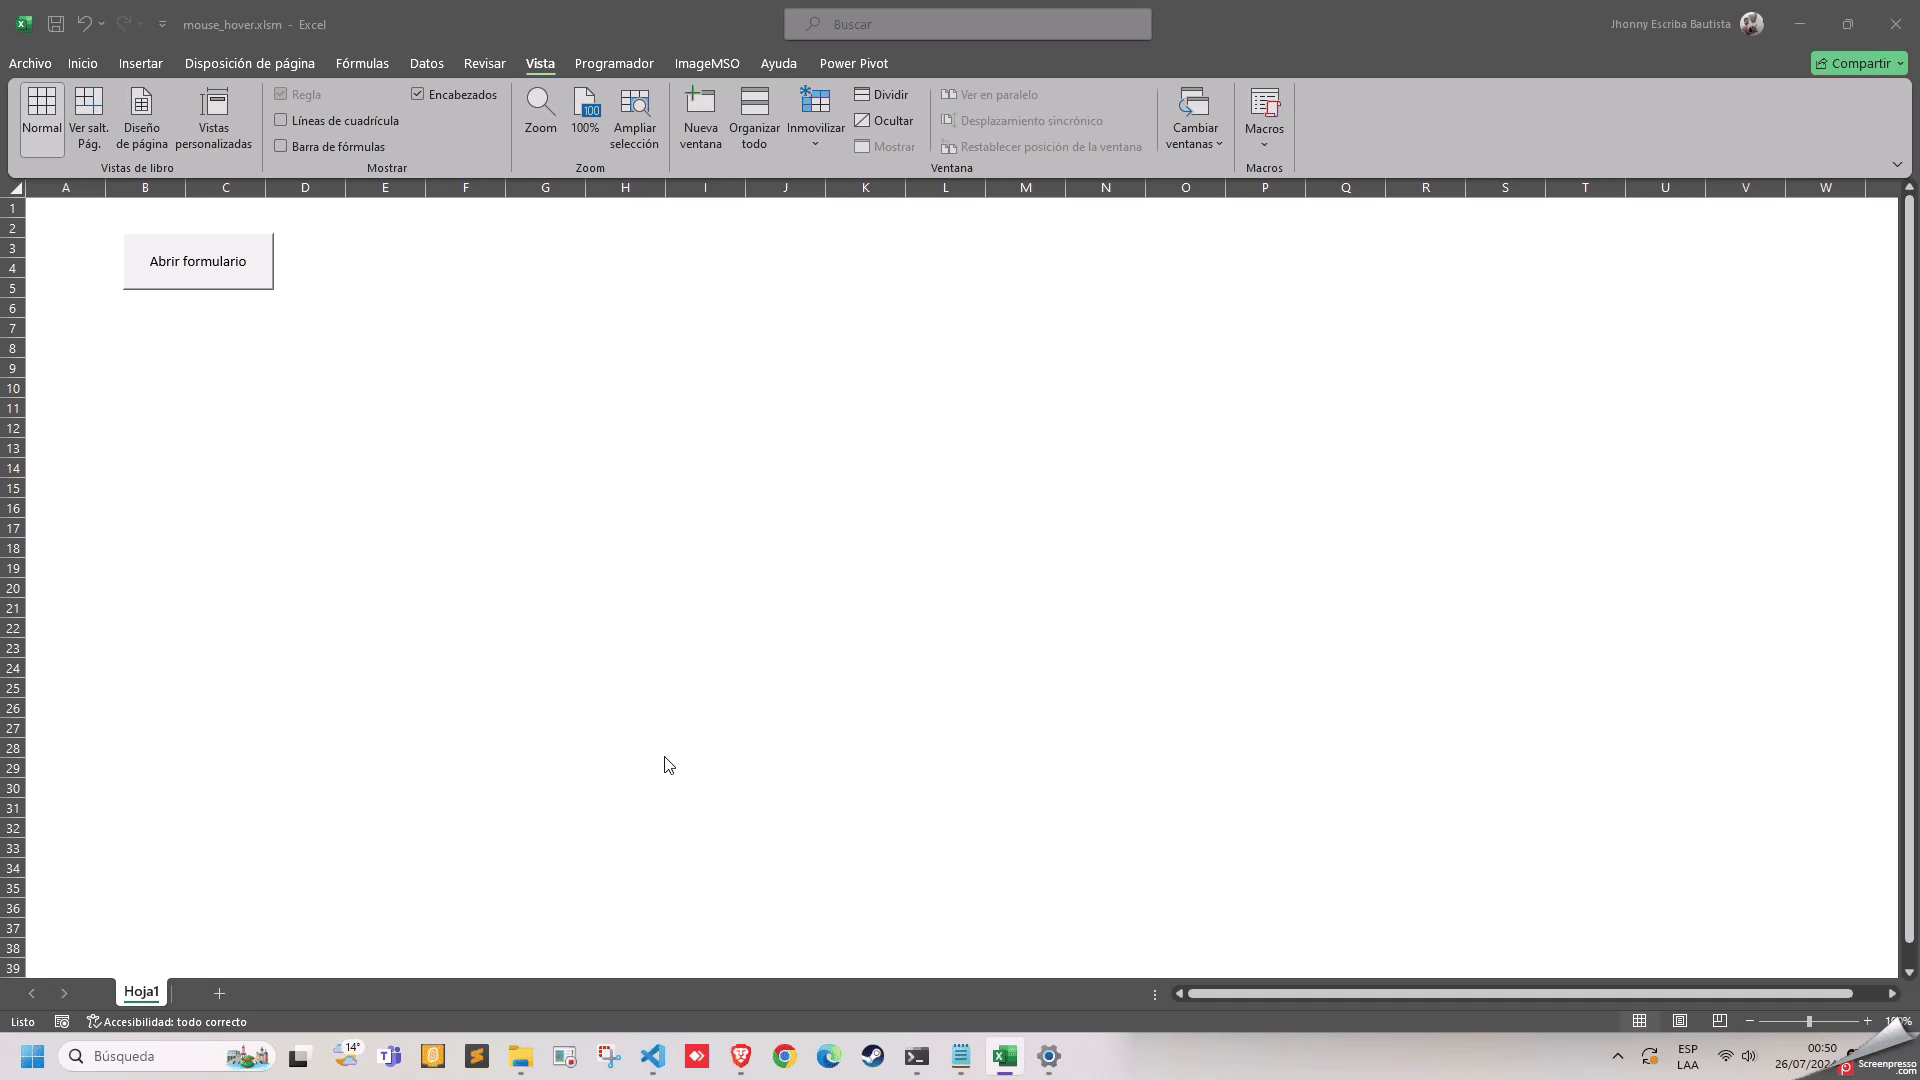 mouse_hover.xlsm - Excel
Buscar
Jhonny Escriba Bautista
Archivo Inicio Insertar Disposición de página Fórmulas Datos Revisar Vista Programador ImageMSO Ayuda Power Pivot
Compartir
Normal
Ver salt. Pág.
Diseño de página
Vistas personalizadas
Vistas de libro
Regla
Encabezados
Líneas de cuadrícula
Barra de fórmulas
Mostrar
Zoom
100
100%
Ampliar selección
Zoom
Nueva ventana
Organizar todo
Inmovilizar
Dividir
Ocultar
Mostrar
Ver en paralelo
Desplazamiento sincrónico
Restablecer posición de la ventana
Ventana
Cambiar ventanas
Macros
Macros
A B C D E F G H I J K L M N O P Q R S T U V W
1
2
3
Abrir formulario
4
5
6
7
8
9
10
11
12
13
14
15
16
17
18
19
20
21
22
23
24
25
26
27
28
29
30
31
32
33
34
35
36
37
38
39
Hoja1
Listo
Accesibilidad: todo correcto
Búsqueda
14°
ESP
LAA
00:50
Screenpresso
.com